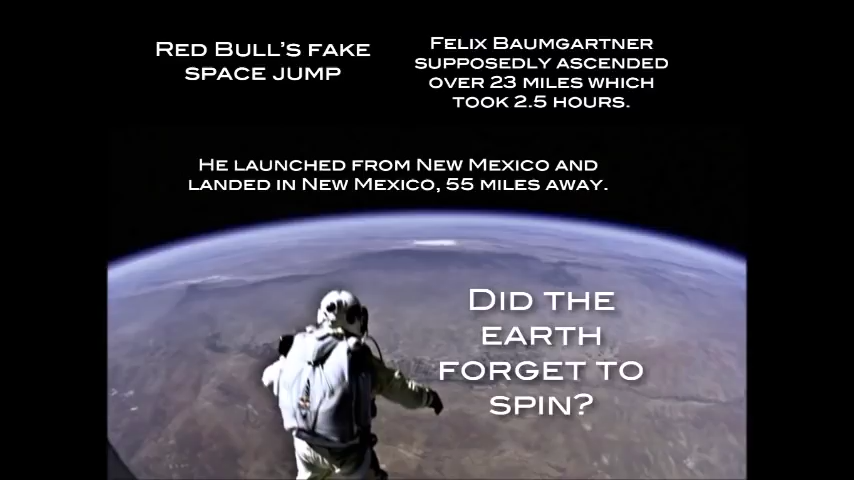 Red Bull's fake
space jump
Felix Baumgartner
supposedly ascended
over 23 miles which
took 2.5 hours.
He launched from New Mexico and
landed in New Mexico, 55 miles away.
Did the
earth
forget to
spin?